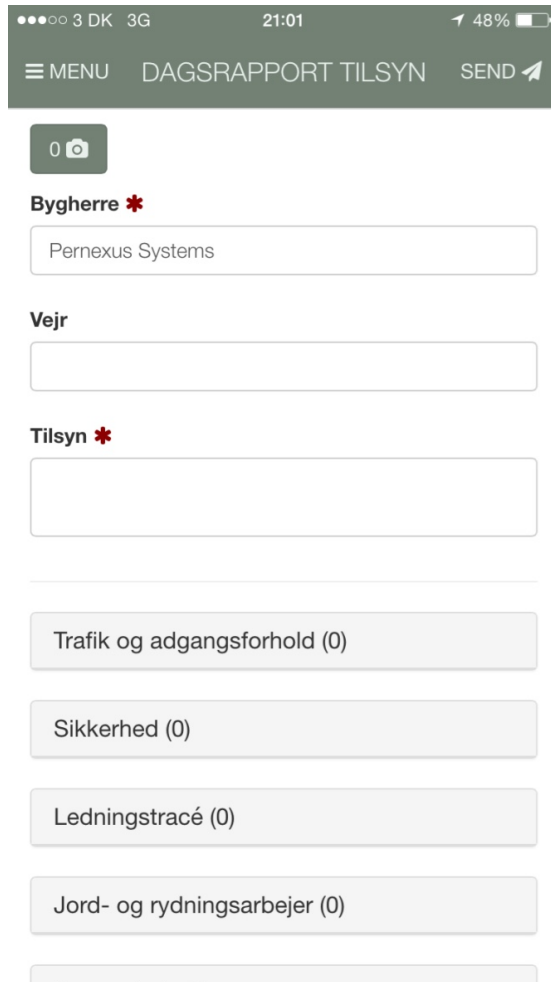 3 DK 3G 21:01 48%
MENU DAGSRAPPORT TILSYN SEND
0
Bygherre *
Pernexus Systems
Vejr
Tilsyn *
Trafik og adgangsforhold (0)
Sikkerhed (0)
Ledningstracé (0)
Jord- og rydningsarbejer (0)